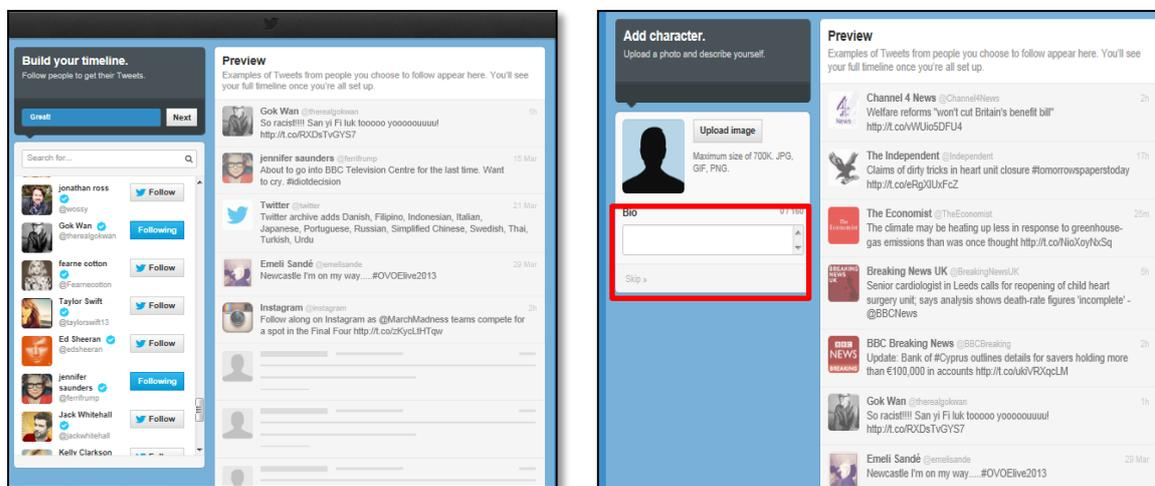 Build your timeline.
Follow people to get their Tweets.
Great!
Next
Search for...
jonathan ross
@wossy
Follow
Gok Wan
@therealgokwan
Following
fearne cotton
@Fearnecotton
Follow
Taylor Swift
@taylorswift13
Follow
Ed Sheeran
@edsheeran
Follow
jennifer
saunders
@ferrifrump
Following
Jack Whitehall
@jackwhitehall
Follow
Kelly Clarkson
Preview
Examples of Tweets from people you choose to follow appear here. You'll see
your full timeline once you're all set up.
Gok Wan @therealgokwan 1h
So racist!!!! San yi Fi luk tooooo yooooouuuu!
http://t.co/RXDsTvGYS7
jennifer saunders @ferrifrump 15 Mar
About to go into BBC Television Centre for the last time. Want
to cry. #idiotdecision
Twitter @twitter 21 Mar
Twitter archive adds Danish, Filipino, Indonesian, Italian,
Japanese, Portuguese, Russian, Simplified Chinese, Swedish, Thai,
Turkish, Urdu
Emeli Sandé @emelisande 29 Mar
Newcastle I'm on my way.....#OVOElive2013
Instagram @instagram 2h
Follow along on Instagram as @MarchMadness teams compete for
a spot in the Final Four http://t.co/zKycLtHTqw
Add character.
Upload a photo and describe yourself.
Upload image
Maximum size of 700K. JPG,
GIF, PNG.
Bio 0 / 160
Skip »
Preview
Examples of Tweets from people you choose to follow appear here. You'll see
your full timeline once you're all set up.
Channel 4 News @Channel4News 2h
Welfare reforms "won't cut Britain's benefit bill"
http://t.co/vWUio5DFU4
The Independent @Independent 17h
Claims of dirty tricks in heart unit closure #tomorrowspaperstoday
http://t.co/eRgXlUxFcZ
The Economist @TheEconomist 25m
The climate may be heating up less in response to greenhouse-
gas emissions than was once thought http://t.co/NioXoyNxSq
Breaking News UK @BreakingNewsUK 5h
Senior cardiologist in Leeds calls for reopening of child heart
surgery unit; says analysis shows death-rate figures 'incomplete' -
@BBCNews
BBC Breaking News @BBCBreaking 2h
Update: Bank of #Cyprus outlines details for savers holding more
than €100,000 in accounts http://t.co/ukiVRXqcLM
Gok Wan @therealgokwan 1h
So racist!!!! San yi Fi luk tooooo yooooouuuu!
http://t.co/RXDsTvGYS7
Emeli Sandé @emelisande 29 Mar
Newcastle I'm on my way.....#OVOElive2013